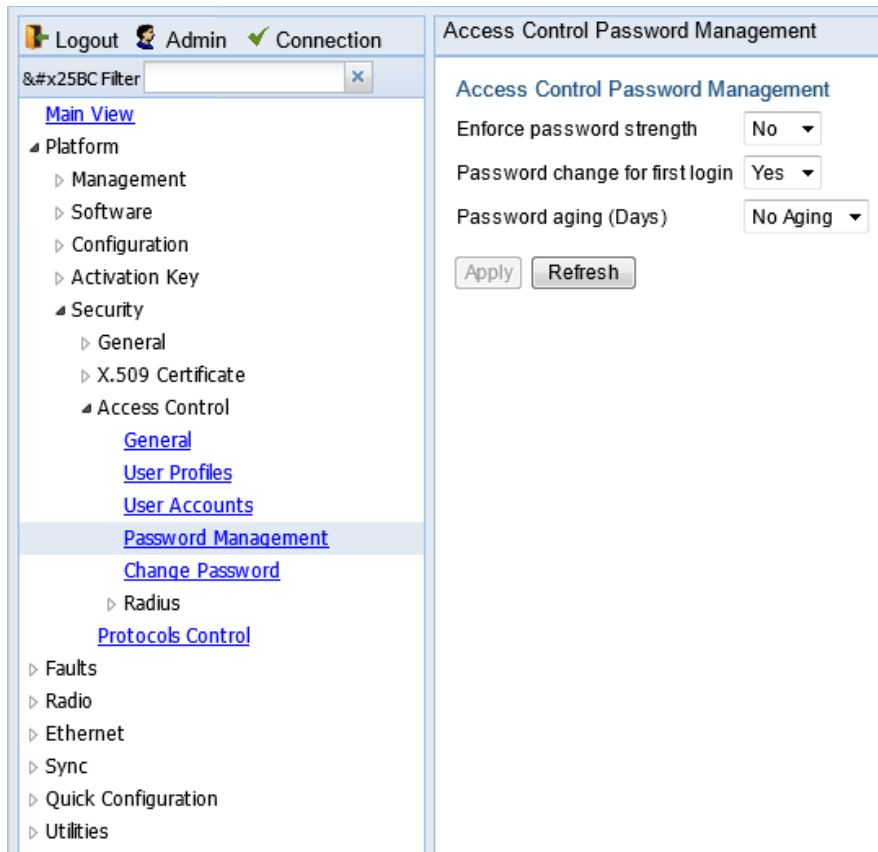 Logout Admin Connection
&#x25BC Filter
Main View
Platform
Management
Software
Configuration
Activation Key
Security
General
X.509 Certificate
Access Control
General
User Profiles
User Accounts
Password Management
Change Password
Radius
Protocols Control
Faults
Radio
Ethernet
Sync
Quick Configuration
Utilities
Access Control Password Management
Access Control Password Management
Enforce password strength No
Password change for first login Yes
Password aging (Days) No Aging
Apply Refresh